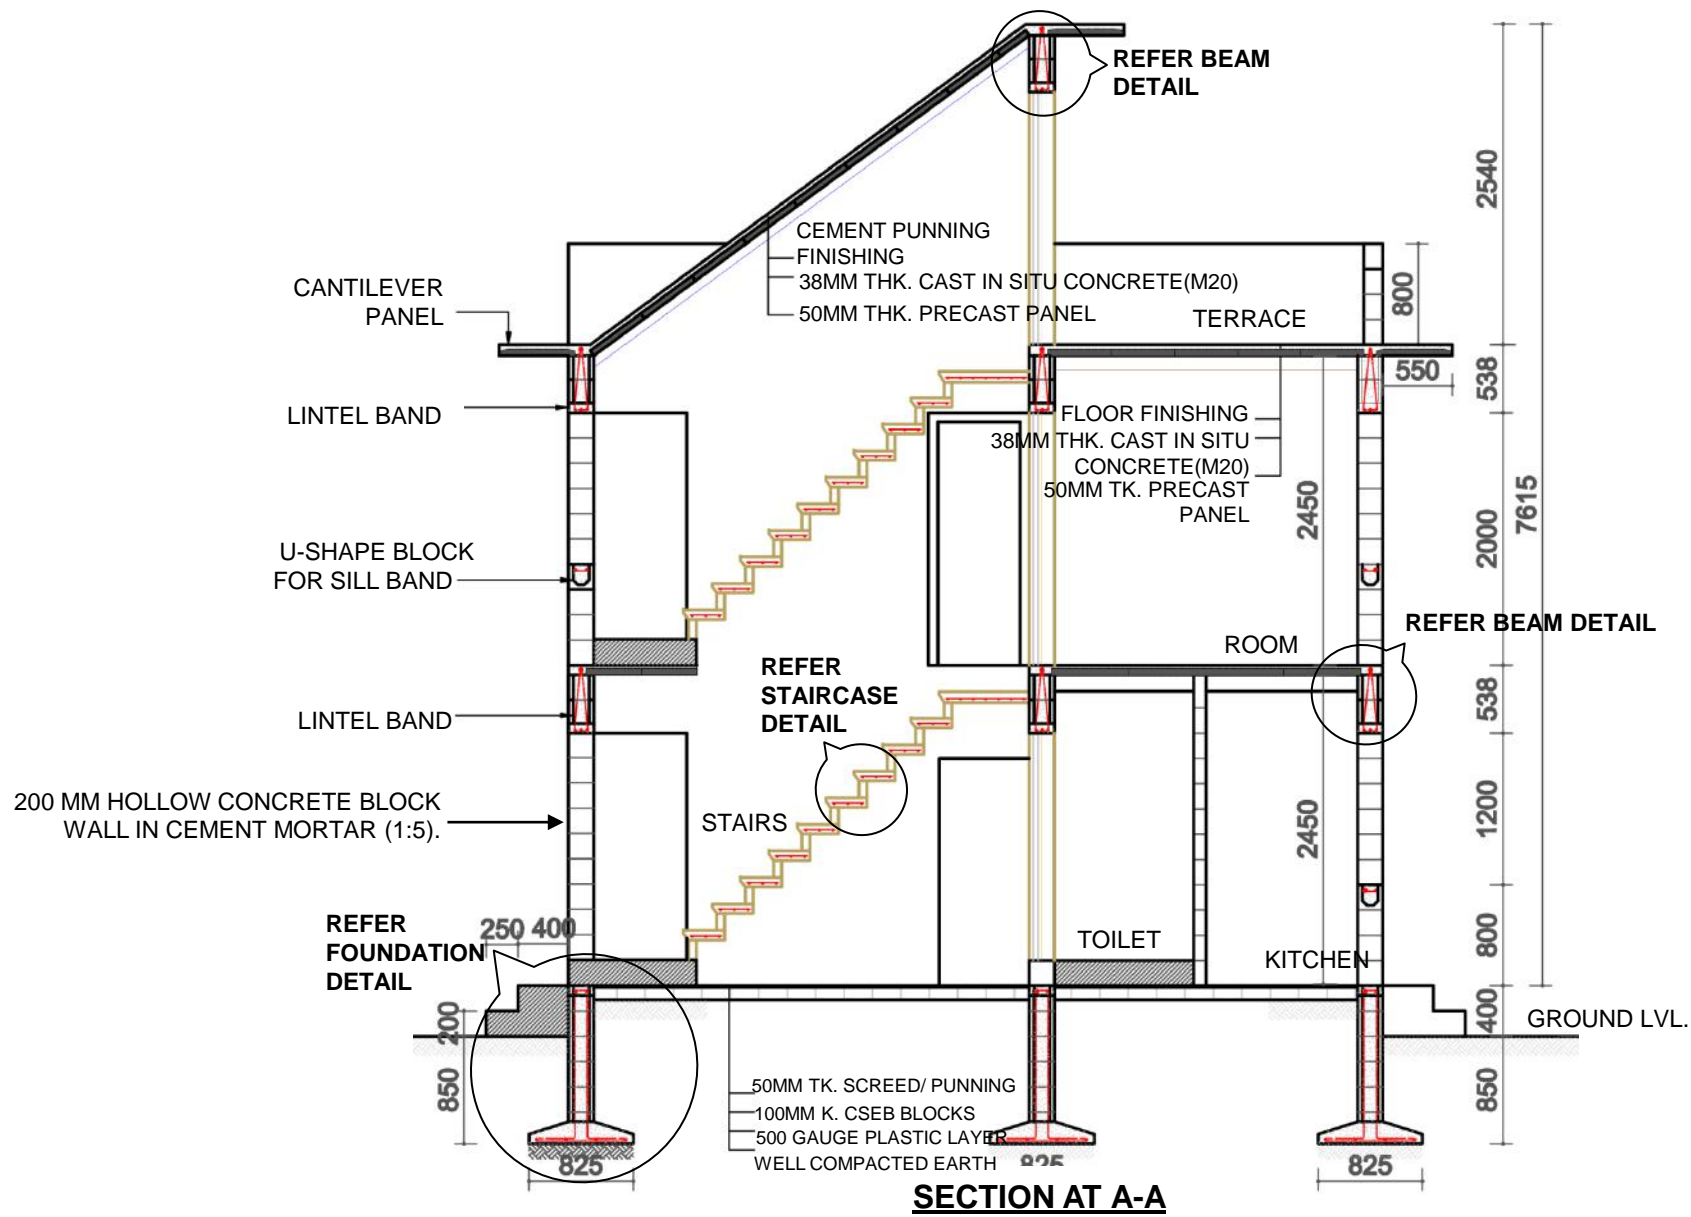 REFER BEAM
DETAIL
2540
CEMENT PUNNING
FINISHING
38MM THK. CAST IN SITU CONCRETE(M20)
50MM THK. PRECAST PANEL
CANTILEVER
PANEL
800
TERRACE
550
538
LINTEL BAND
FLOOR FINISHING
38MM THK. CAST IN SITU
CONCRETE(M20)
50MM TK. PRECAST
PANEL
2450
2000
7615
U-SHAPE BLOCK
FOR SILL BAND
REFER BEAM DETAIL
ROOM
REFER
STAIRCASE
DETAIL
538
LINTEL BAND
200 MM HOLLOW CONCRETE BLOCK
WALL IN CEMENT MORTAR (1:5).
STAIRS
2450
1200
REFER
FOUNDATION
DETAIL
250 400
TOILET
KITCHEN
800
200
400
GROUND LVL.
850
50MM TK. SCREED/ PUNNING
100MM K. CSEB BLOCKS
500 GAUGE PLASTIC LAYER
WELL COMPACTED EARTH
850
825
825
825
SECTION AT A-A